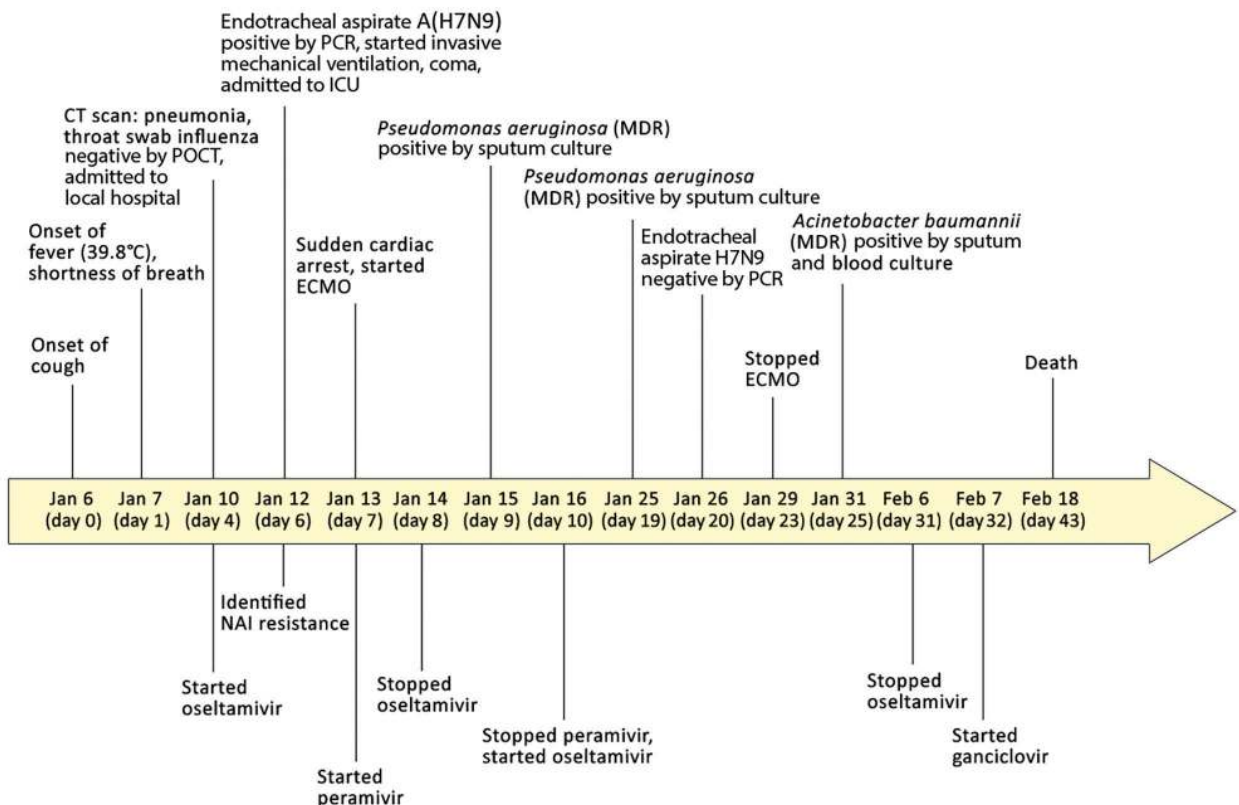 Endotracheal aspirate A(H7N9)
positive by PCR, started invasive
mechanical ventilation, coma,
admitted to ICU
CT scan: pneumonia,
throat swab influenza
negative by POCT,
admitted to
local hospital
Pseudomonas aeruginosa (MDR)
positive by sputum culture
Pseudomonas aeruginosa
(MDR) positive by sputum culture
Acinetobacter baumannii
(MDR) positive by sputum
and blood culture
Onset of
fever (39.8°C),
shortness of breath
Sudden cardiac
arrest, started
ECMO
Endotracheal
aspirate H7N9
negative by PCR
Onset of
cough
Stopped
ECMO
Death
Jan 6 Jan 7 Jan 10 Jan 12 Jan 13 Jan 14 Jan 15 Jan 16 Jan 25 Jan 26 Jan 29 Jan 31 Feb 6 Feb 7 Feb 18
(day 0) (day 1) (day 4) (day 6) (day 7) (day 8) (day 9) (day 10) (day 19) (day 20) (day 23) (day 25) (day 31) (day 32) (day 43)
Identified
NAI resistance
Started
oseltamivir
Stopped
oseltamivir
Stopped
oseltamivir
Stopped peramivir,
started oseltamivir
Started
ganciclovir
Started
peramivir